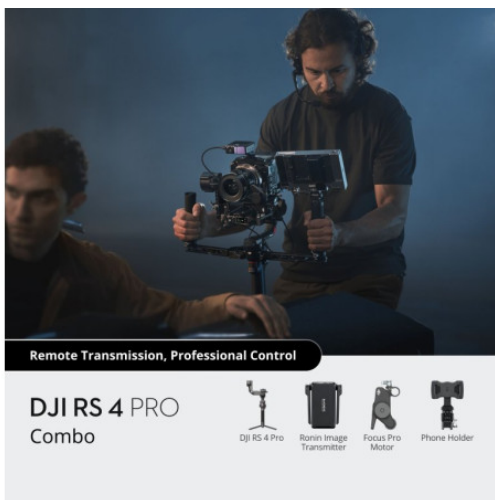 Remote Transmission, Professional Control
DJI RS 4 PRO
Combo
DJI RS 4 Pro
Ronin Image
Transmitter
Focus Pro
Motor
Phone Holder